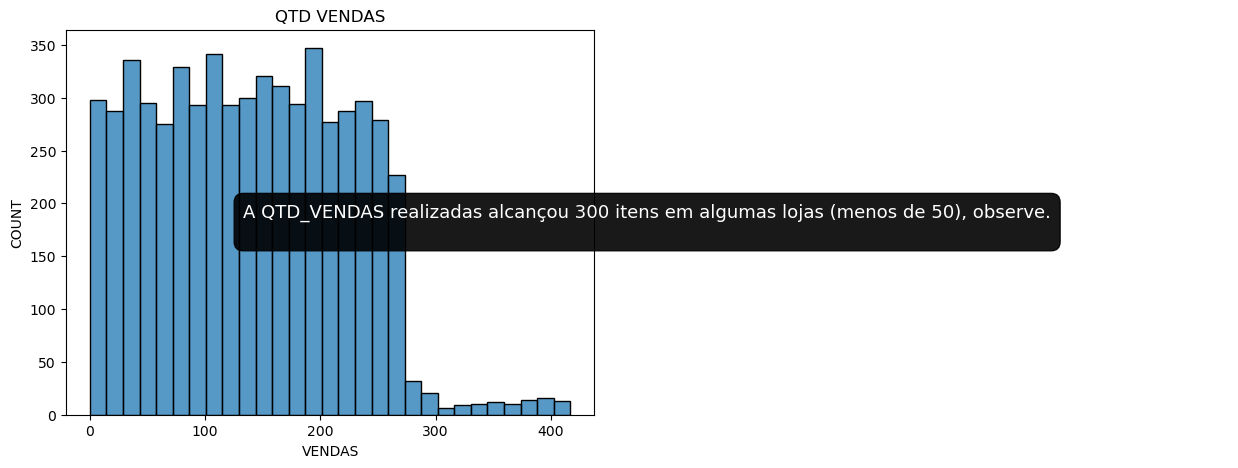 QTD VENDAS
350
300
250
200
150
100
50
0
COUNT
A QTD_VENDAS realizadas alcançou 300 itens em algumas lojas (menos de 50), observe.
0 100 200 300 400
VENDAS